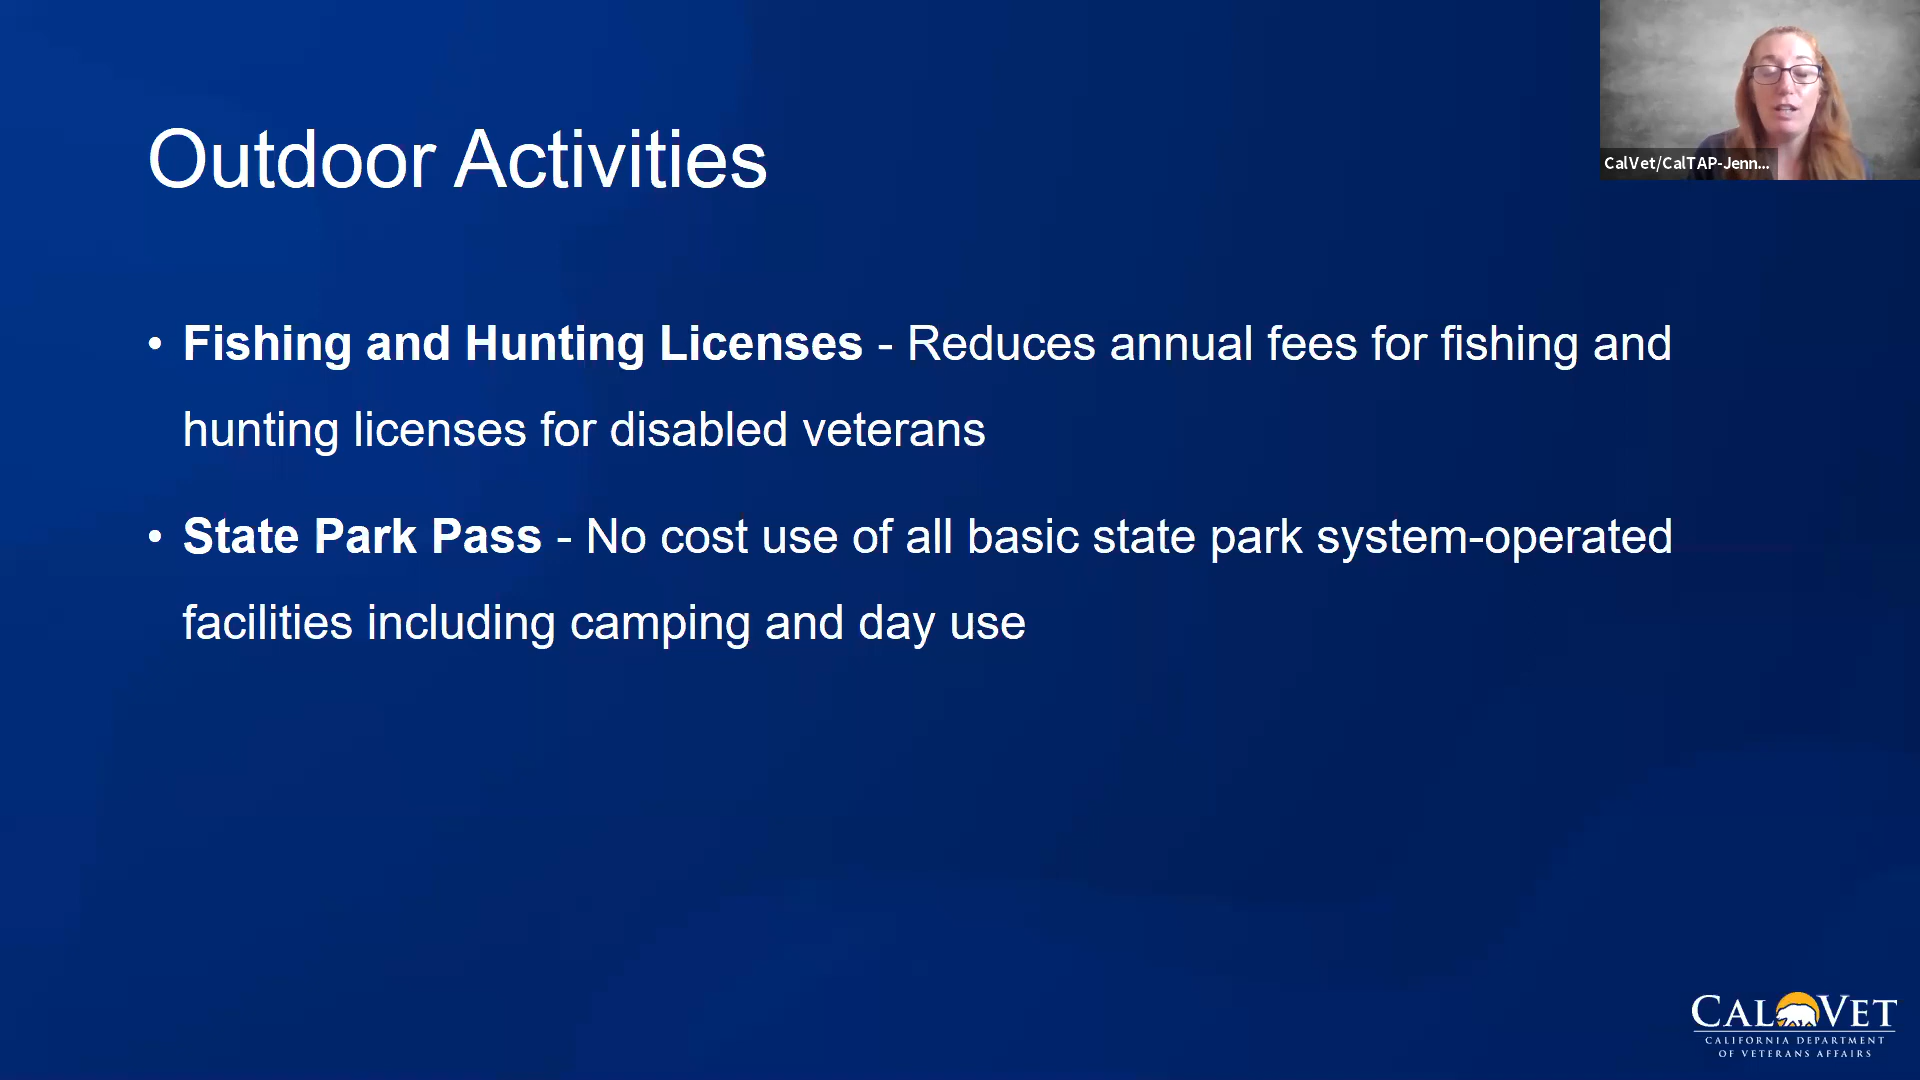 Outdoor Activities
CalVet/CalTAP-Jenn...
• Fishing and Hunting Licenses - Reduces annual fees for fishing and
hunting licenses for disabled veterans
• State Park Pass - No cost use of all basic state park system-operated
facilities including camping and day use
CALVET
CALIFORNIA DEPARTMENT
OF VETERANS AFFAIRS